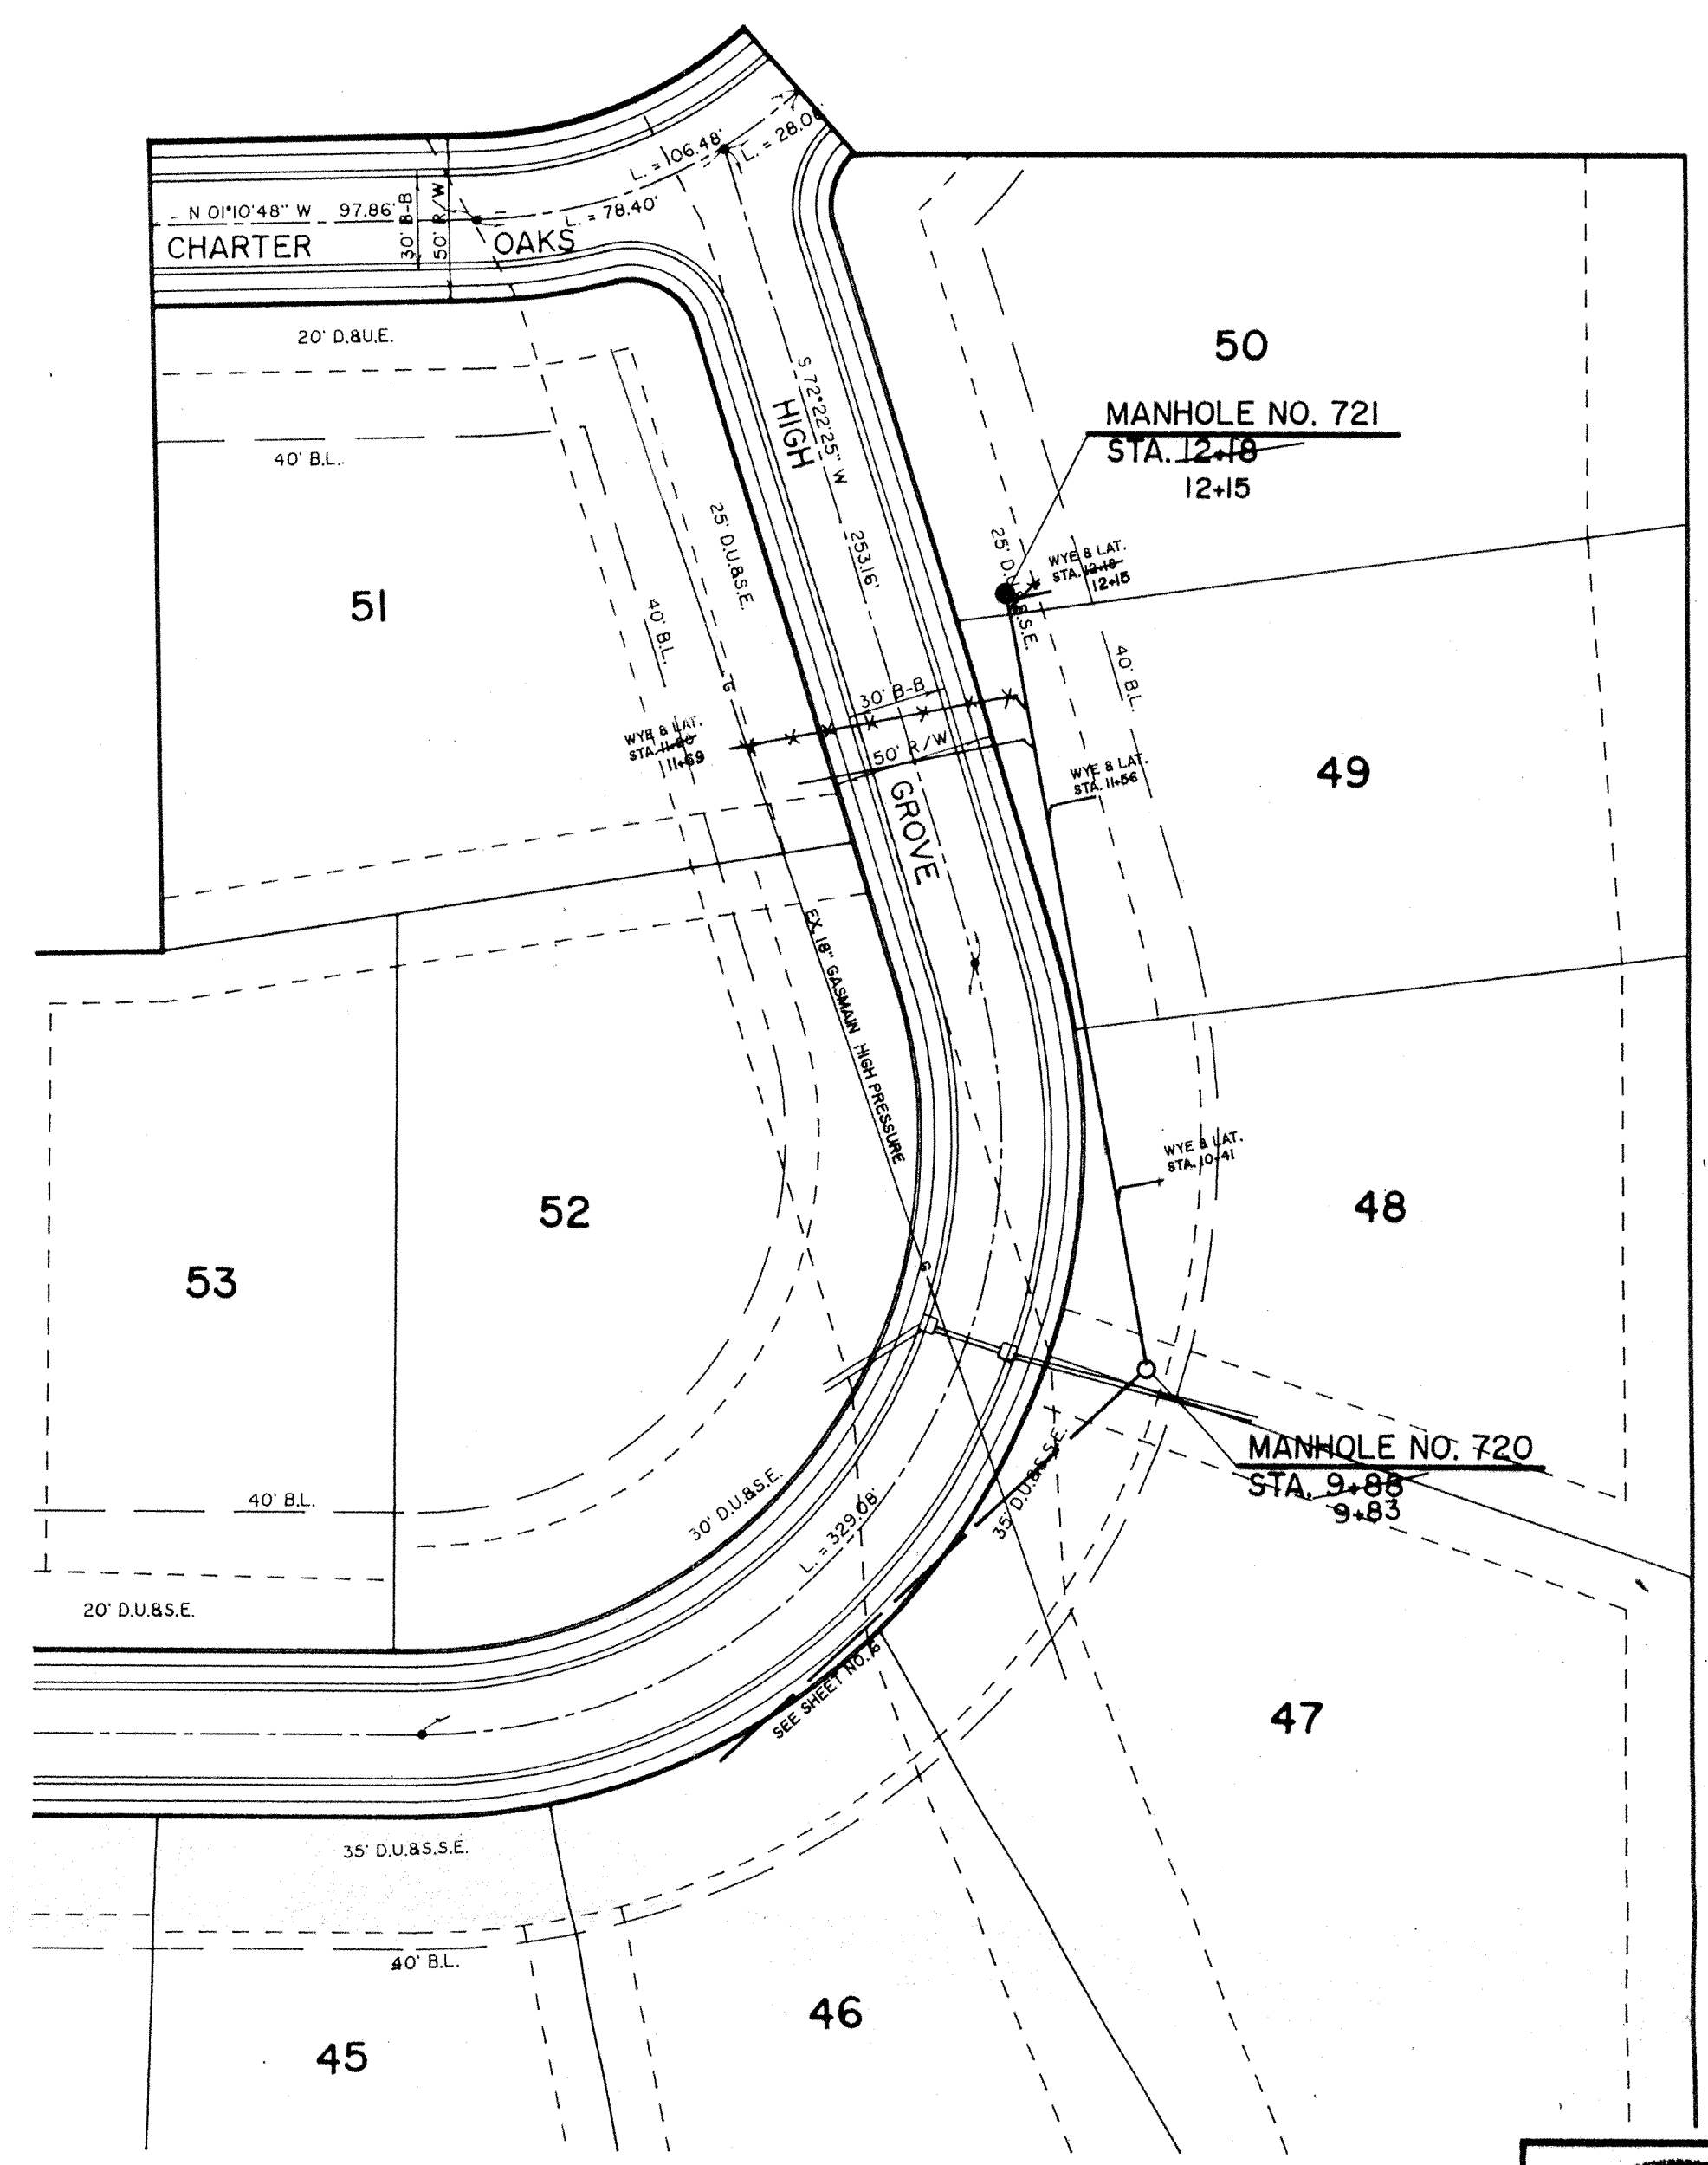 L. = 106.48'
L. = 28.0
N 01°10'48" W 97.86'
30' B-B
50' R/W
L. = 78.40'
CHARTER OAKS
20' D.&U.E.
40' B.L.
S 72°22'25" W 253.16'
HIGH GROVE
50
MANHOLE NO. 721
STA. 12+18
12+15
25' D.U.&S.E.
40' B.L.
51
25' D.U.&S.S.E.
WYE & LAT.
STA. 12+18
12+15
40' B.L.
G
30' B-B
WYE & LAT.
STA. 11+80
11+69
50' R/W
WYE & LAT.
STA. 11+56
49
EX. 18" GASMAIN HIGH PRESSURE
WYE & LAT.
STA. 10+41
52
48
53
G
MANHOLE NO. 720
STA. 9+88
9+83
40' B.L.
30' D.U.&S.E.
35' D.U.&S.S.E.
L. = 329.08'
20' D.U.&S.E.
SEE SHEET NO.
47
35' D.U.&S.S.E.
40' B.L.
46
45